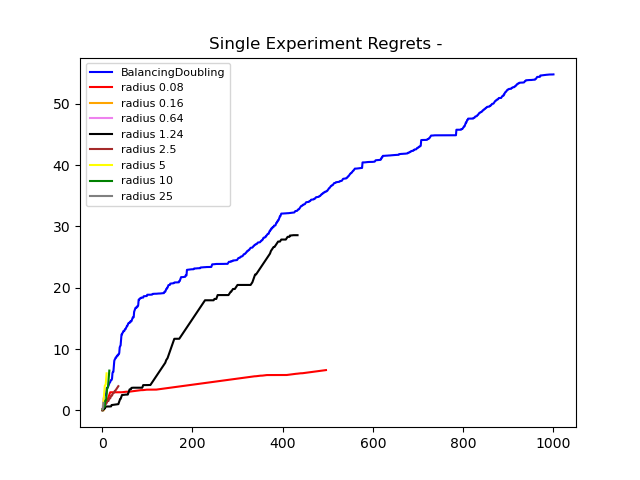 Single Experiment Regrets -
BalancingDoubling
radius 0.08
radius 0.16
radius 0.64
radius 1.24
radius 2.5
radius 5
radius 10
radius 25
50
40
30
20
10
0
0 200 400 600 800 1000